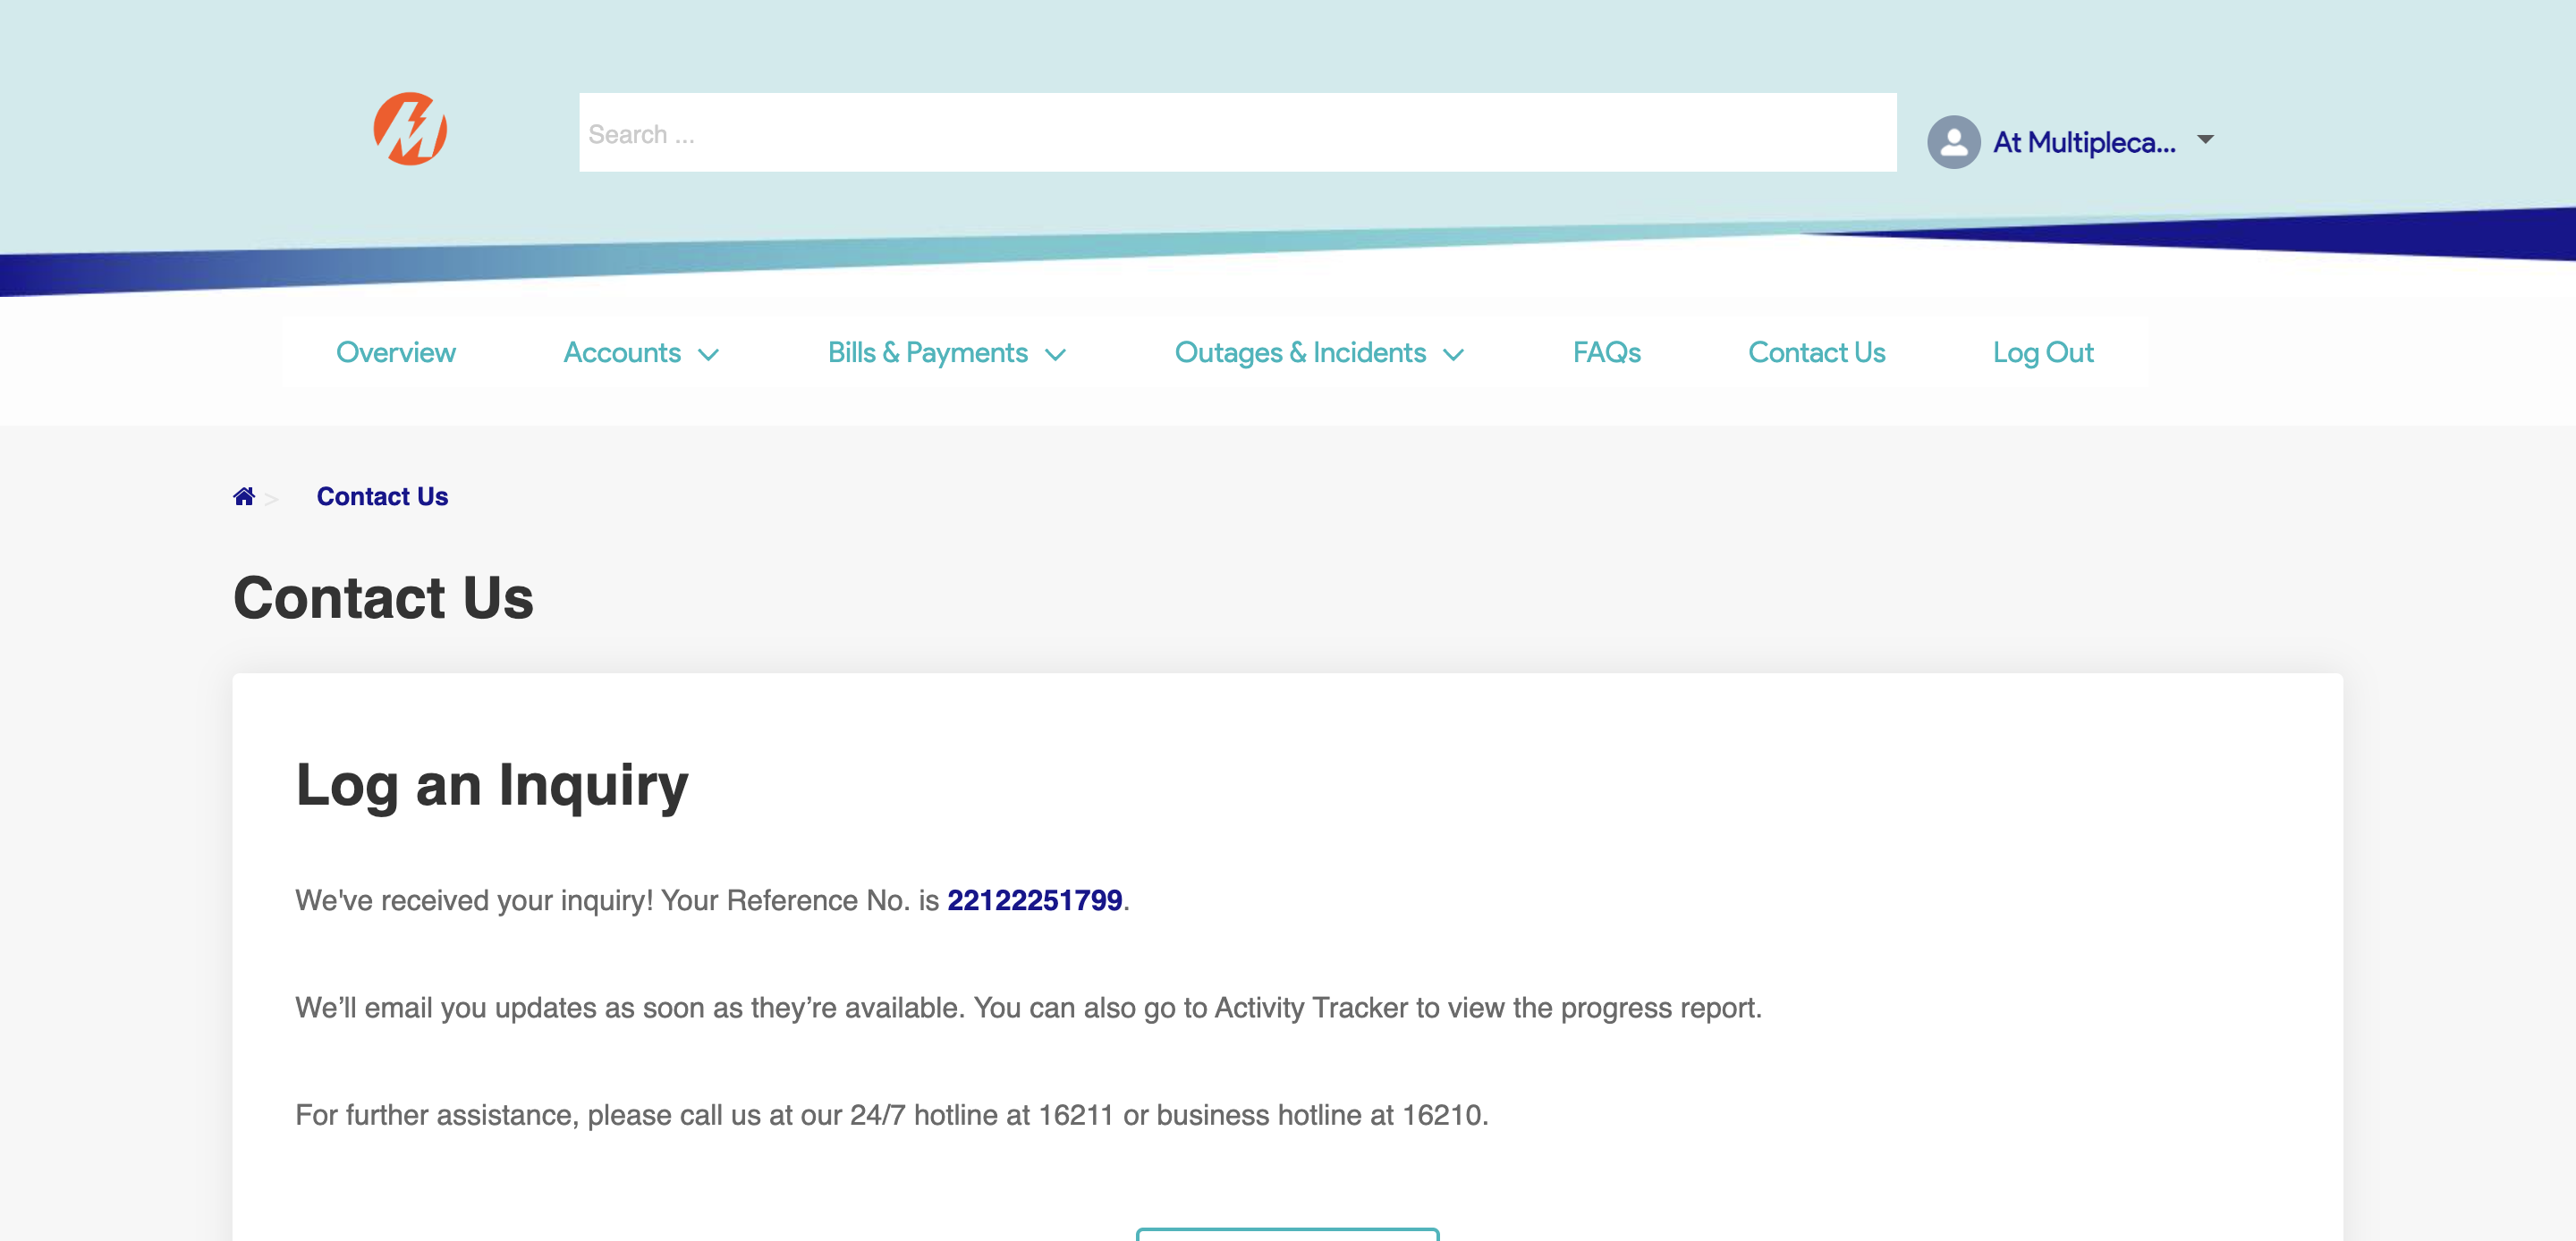 Search ...
At Multipleca...
Overview
Accounts
Bills & Payments
Outages & Incidents
FAQs
Contact Us
Log Out
> Contact Us
Contact Us
Log an Inquiry
We've received your inquiry! Your Reference No. is 22122251799.
We’ll email you updates as soon as they’re available. You can also go to Activity Tracker to view the progress report.
For further assistance, please call us at our 24/7 hotline at 16211 or business hotline at 16210.